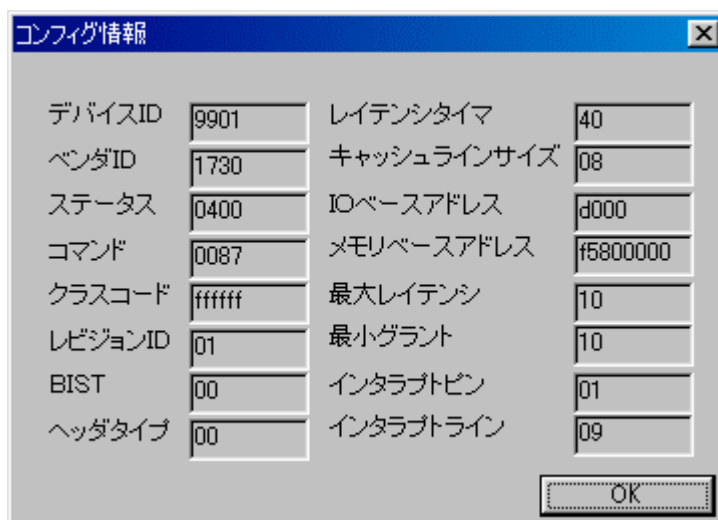 コンフィグ情報
デバイスID 9901 レイテンシタイマ 40
ベンダID 1730 キャッシュラインサイズ 08
ステータス 0400 IOベースアドレス d000
コマンド 0087 メモリベースアドレス f5800000
クラスコード ffffff 最大レイテンシ 10
レビジョンID 01 最小グラント 10
BIST 00 インタラプトピン 01
ヘッダタイプ 00 インタラプトライン 09
OK